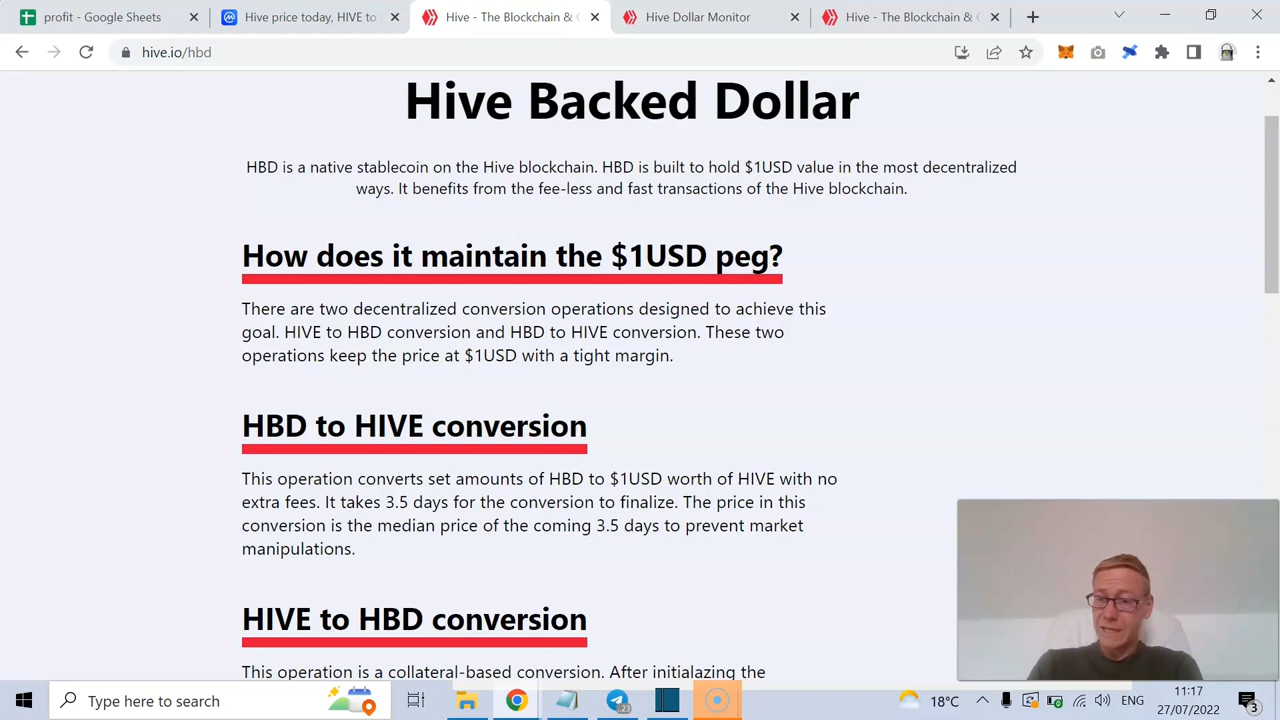 profit - Google Sheets
Hive price today, HIVE to
Hive - The Blockchain &
Hive Dollar Monitor
Hive - The Blockchain &
hive.io/hbd
Hive Backed Dollar
HBD is a native stablecoin on the Hive blockchain. HBD is built to hold $1USD value in the most decentralized
ways. It benefits from the fee-less and fast transactions of the Hive blockchain.
How does it maintain the $1USD peg?
There are two decentralized conversion operations designed to achieve this
goal. HIVE to HBD conversion and HBD to HIVE conversion. These two
operations keep the price at $1USD with a tight margin.
HBD to HIVE conversion
This operation converts set amounts of HBD to $1USD worth of HIVE with no
extra fees. It takes 3.5 days for the conversion to finalize. The price in this
conversion is the median price of the coming 3.5 days to prevent market
manipulations.
HIVE to HBD conversion
This operation is a collateral-based conversion. After initialazing the
Type here to search
23
18°C
ENG
11:17
27/07/2022
3